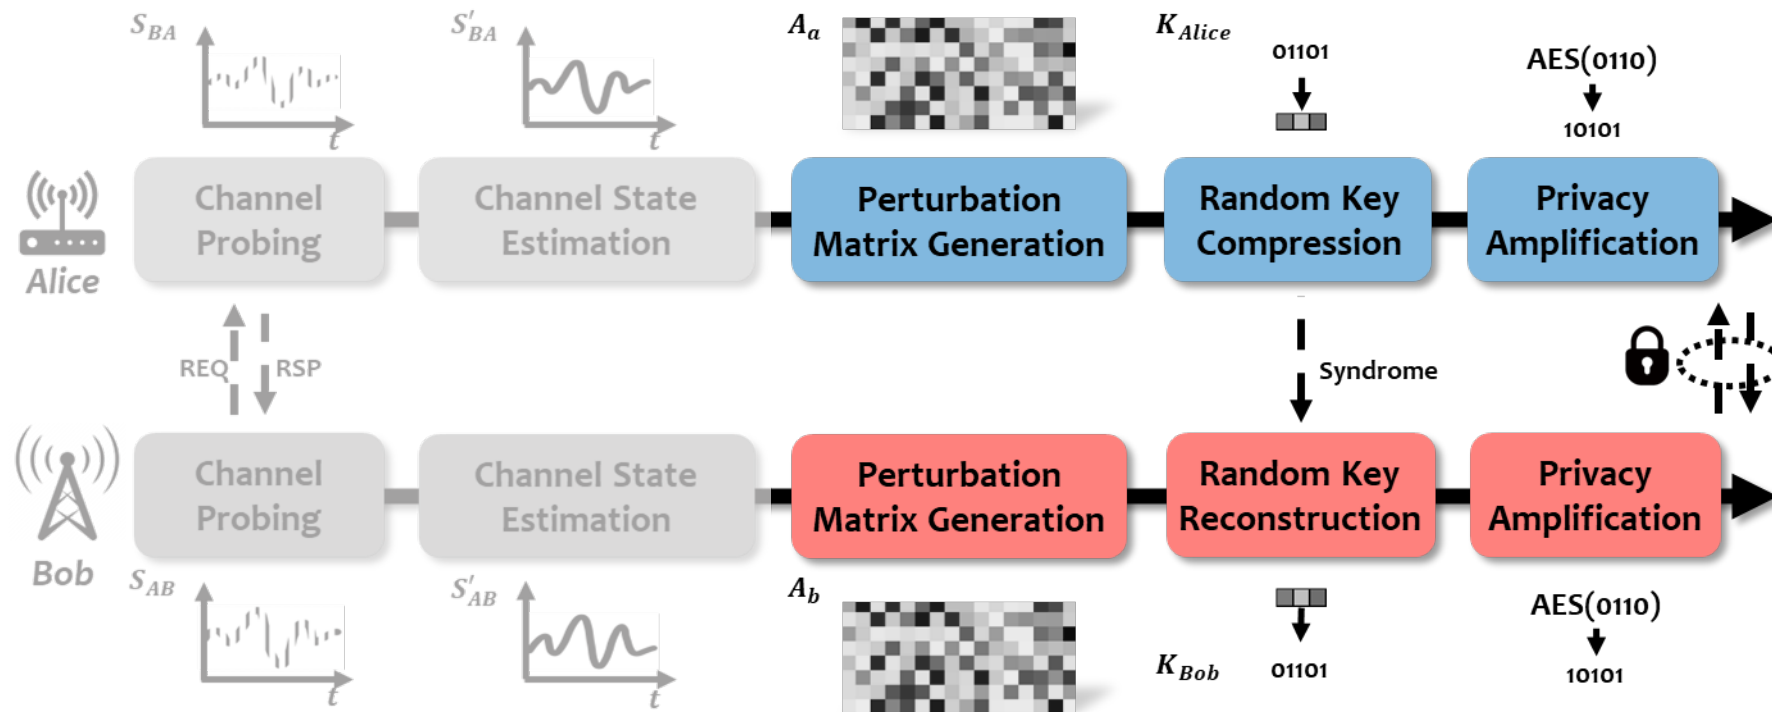 S_BA
S'_BA
A_a
K_Alice
01101
AES(0110)
10101
t
t
Alice
Channel
Probing
Channel State
Estimation
Perturbation
Matrix Generation
Random Key
Compression
Privacy
Amplification
REQ
RSP
Syndrome
Bob
Channel
Probing
Channel State
Estimation
Perturbation
Matrix Generation
Random Key
Reconstruction
Privacy
Amplification
S_AB
S'_AB
A_b
K_Bob
01101
AES(0110)
10101
t
t